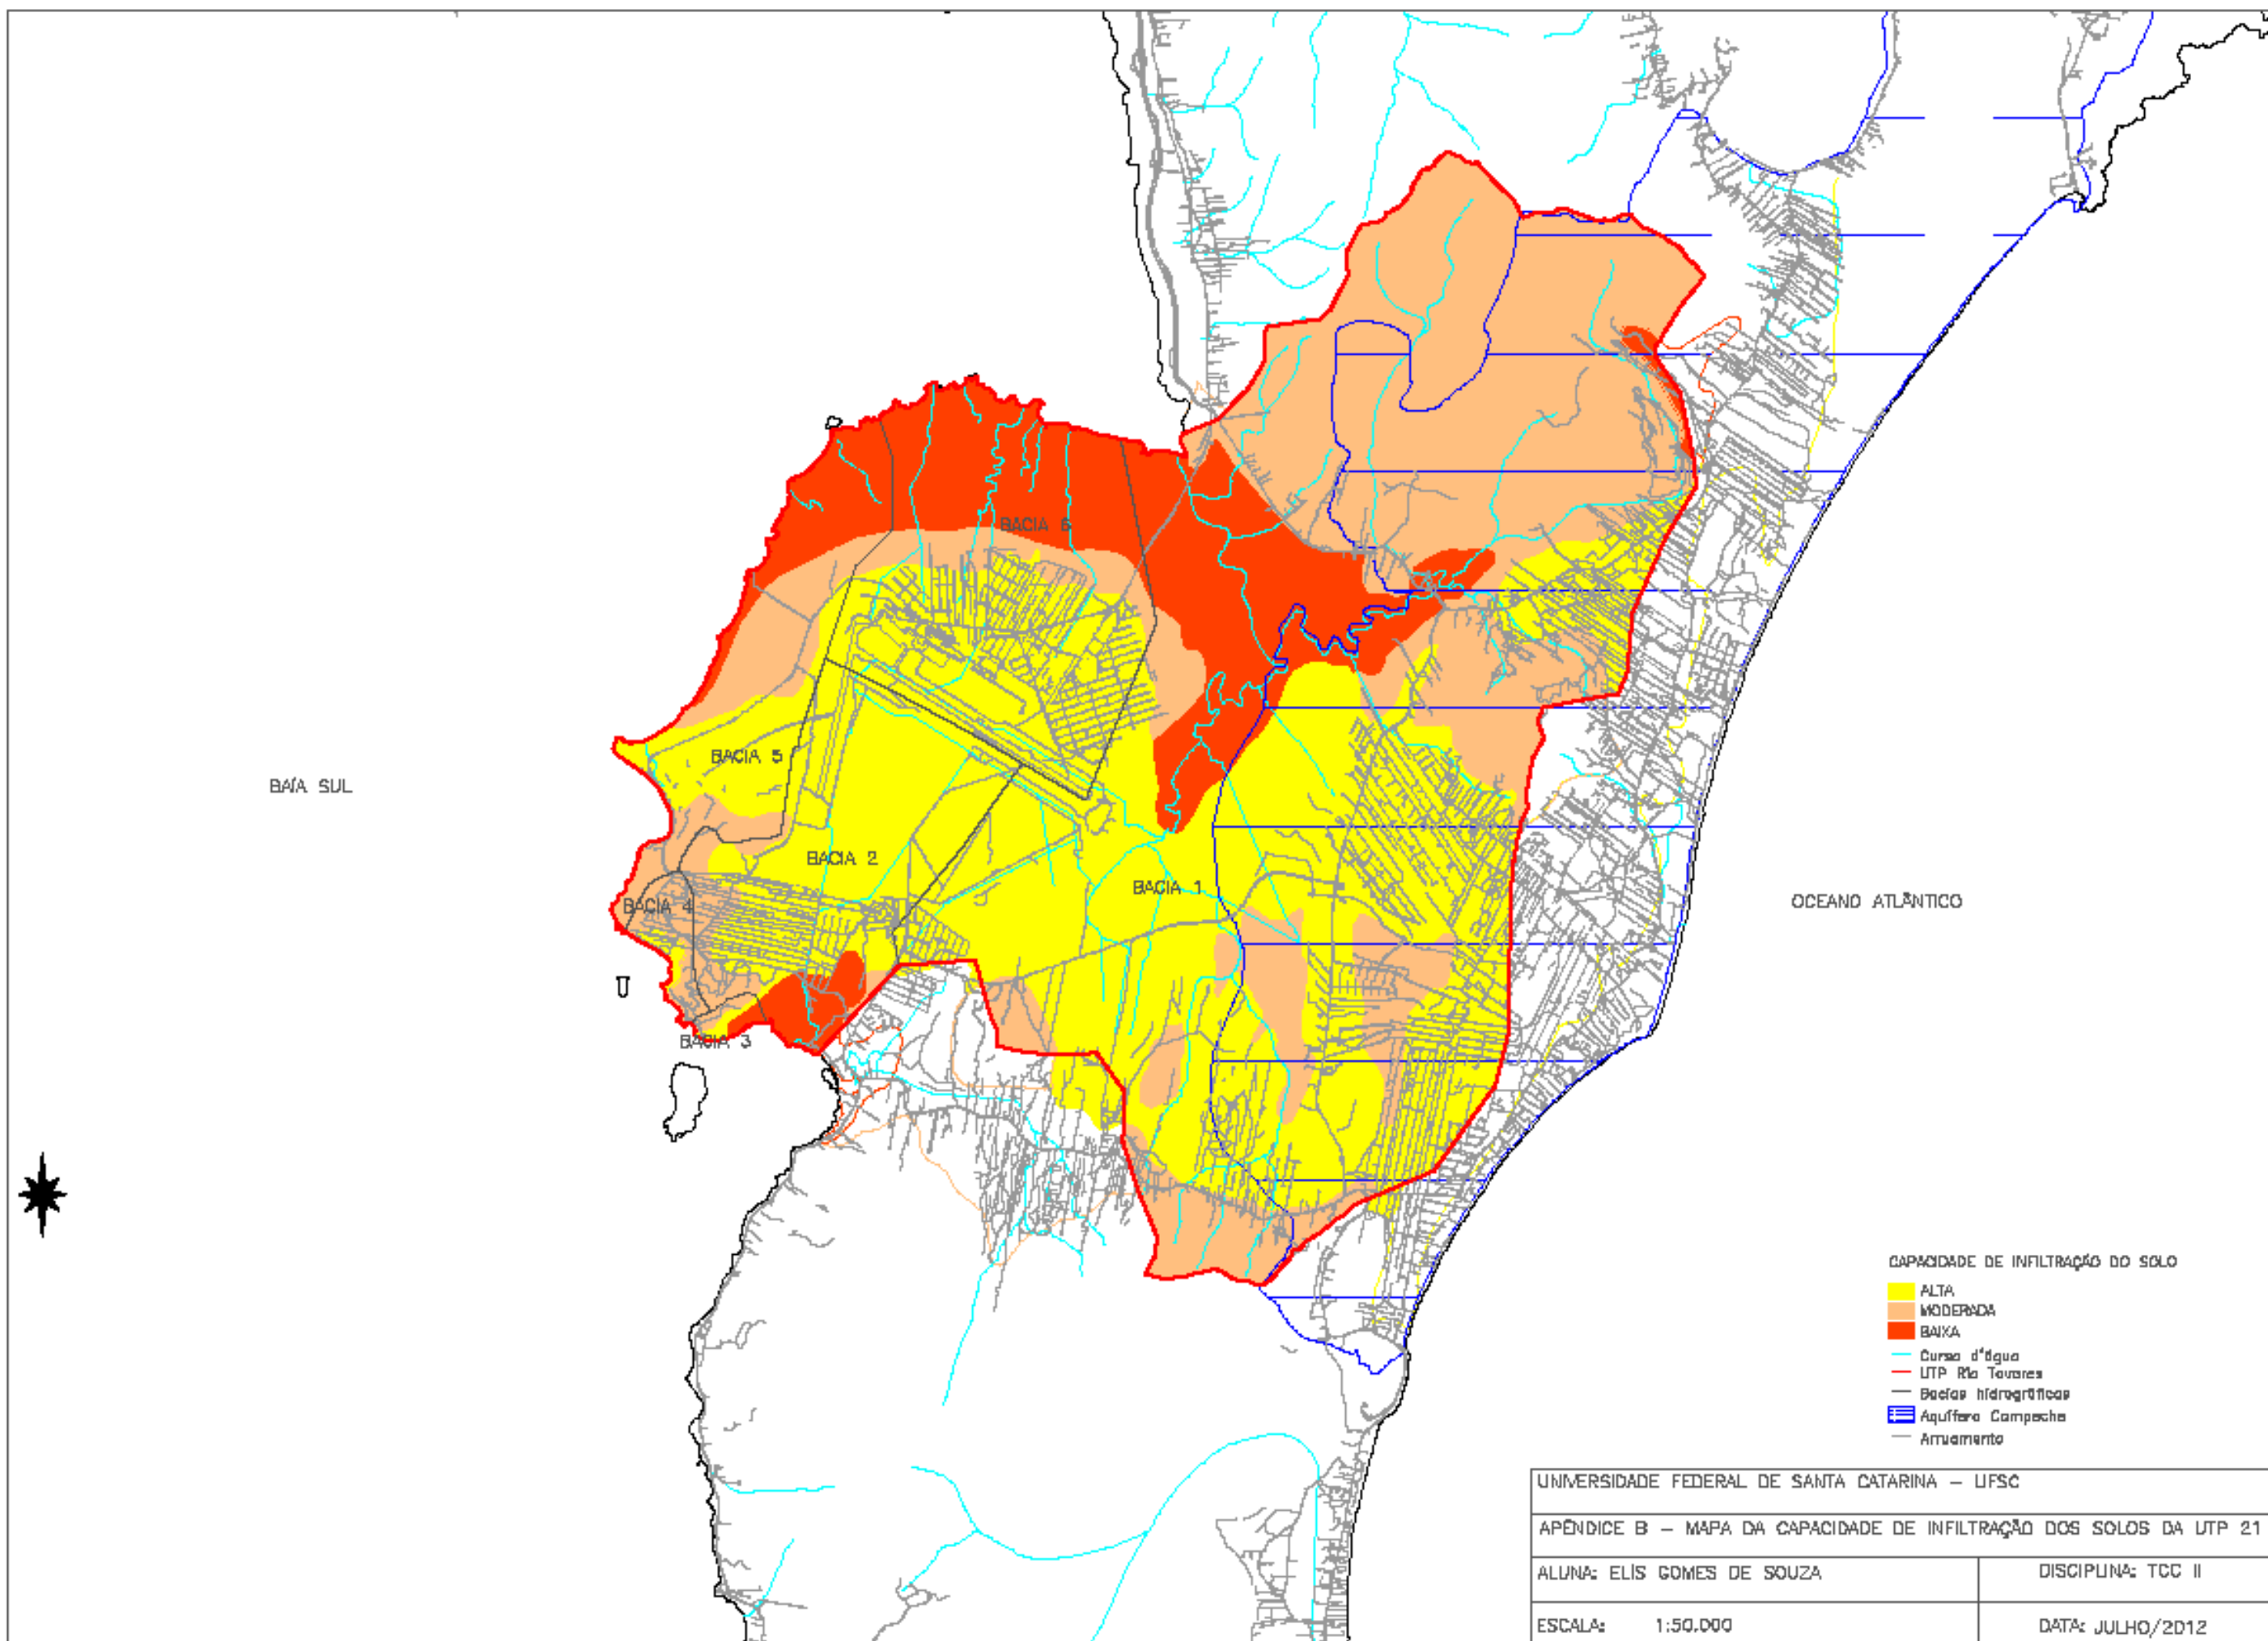 BACIA 6
BACIA 5
BAÍA SUL
BACIA 2
BACIA 1
BACIA 4
OCEANO ATLÂNTICO
BACIA 3
CAPACIDADE DE INFILTRAÇÃO DO SOLO
ALTA
MODERADA
BAIXA
Curso d'água
UTP Rio Tavares
Bacias hidrográficas
Aquífero Campeche
Arruamento
UNIVERSIDADE FEDERAL DE SANTA CATARINA – UFSC
APÊNDICE B – MAPA DA CAPACIDADE DE INFILTRAÇÃO DOS SOLOS DA UTP 21
ALUNA: ELÍS GOMES DE SOUZA
DISCIPLINA: TCC II
ESCALA: 1:50.000
DATA: JULHO/2012